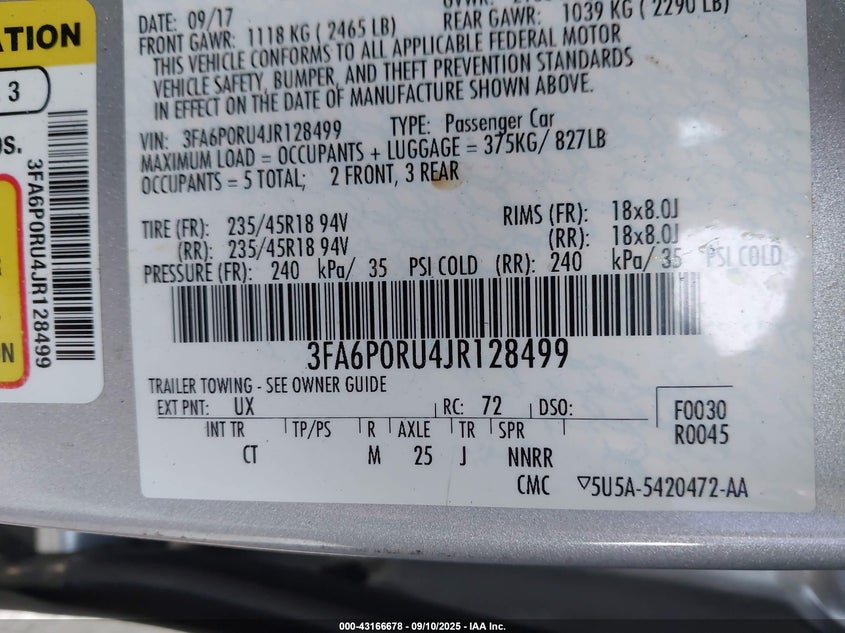 ATION
3
OS.
3FA6P0RU4JR128499
ON
DATE: 09/17
FRONT GAWR: 1118 KG ( 2465 LB)
REAR GAWR: 1039 KG ( 2290 LB)
THIS VEHICLE CONFORMS TO ALL APPLICABLE FEDERAL MOTOR
VEHICLE SAFETY, BUMPER, AND THEFT PREVENTION STANDARDS
IN EFFECT ON THE DATE OF MANUFACTURE SHOWN ABOVE.
VIN: 3FA6P0RU4JR128499 TYPE: Passenger Car
MAXIMUM LOAD = OCCUPANTS + LUGGAGE = 375KG/ 827LB
OCCUPANTS = 5 TOTAL; 2 FRONT, 3 REAR
TIRE (FR): 235/45R18 94V RIMS (FR): 18x8.0J
(RR): 235/45R18 94V (RR): 18x8.0J
PRESSURE (FR): 240 kPa/ 35 PSI COLD (RR): 240 kPa/ 35 PSI COLD
3FA6P0RU4JR128499
TRAILER TOWING - SEE OWNER GUIDE
EXT PNT: UX RC: 72 DSO:
F0030
R0045
INT TR TP/PS R AXLE TR SPR
CT M 25 J NNRR
CMC ▽5U5A-5420472-AA
000-43166678 - 09/10/2025 - IAA Inc.